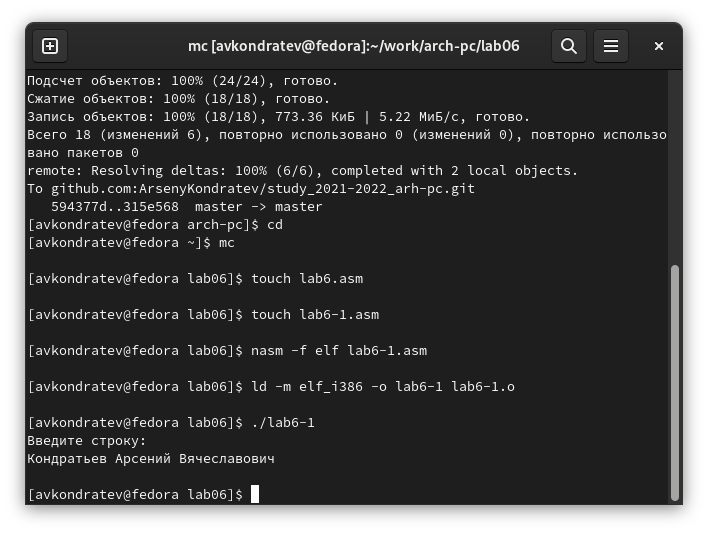 mc [avkondratev@fedora]:~/work/arch-pc/lab06
Подсчет объектов: 100% (24/24), готово.
Сжатие объектов: 100% (18/18), готово.
Запись объектов: 100% (18/18), 773.36 КиБ | 5.22 МиБ/с, готово.
Всего 18 (изменений 6), повторно использовано 0 (изменений 0), повторно использо
вано пакетов 0
remote: Resolving deltas: 100% (6/6), completed with 2 local objects.
To github.com:ArsenyKondratev/study_2021-2022_arh-pc.git
   594377d..315e568  master -> master
[avkondratev@fedora arch-pc]$ cd
[avkondratev@fedora ~]$ mc
[avkondratev@fedora lab06]$ touch lab6.asm
[avkondratev@fedora lab06]$ touch lab6-1.asm
[avkondratev@fedora lab06]$ nasm -f elf lab6-1.asm
[avkondratev@fedora lab06]$ ld -m elf_i386 -o lab6-1 lab6-1.o
[avkondratev@fedora lab06]$ ./lab6-1
Введите строку:
Кондратьев Арсений Вячеславович
[avkondratev@fedora lab06]$